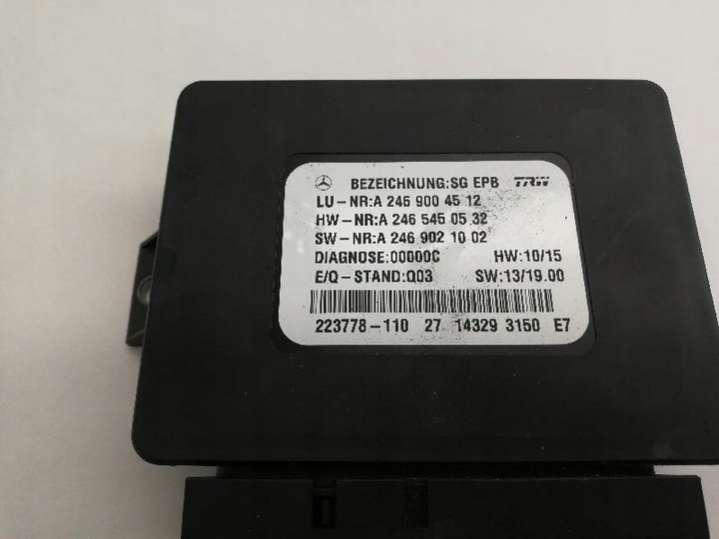 BEZEICHNUNG:SG EPB TRW
LU-NR:A 246 900 45 12
HW-NR:A 246 545 05 32
SW-NR:A 246 902 10 02
DIAGNOSE:00000C HW:10/15
E/Q-STAND:Q03 SW:13/19.00
223778-110 27 14329 3150 E7